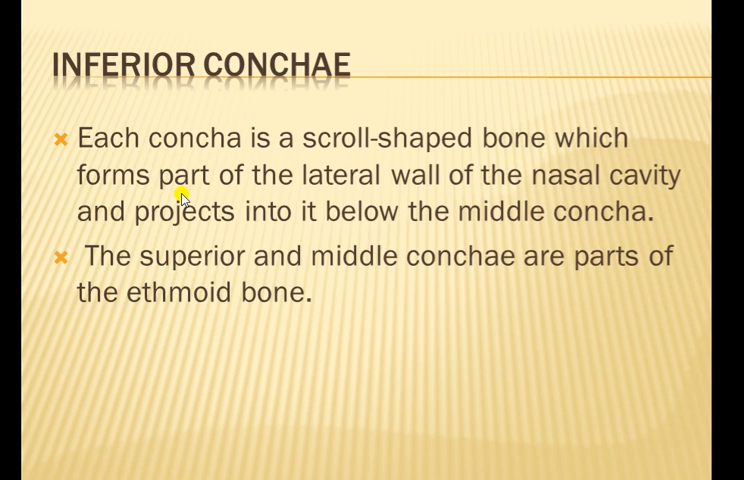 INFERIOR CONCHAE
Each concha is a scroll-shaped bone which
forms part of the lateral wall of the nasal cavity
and projects into it below the middle concha.
The superior and middle conchae are parts of
the ethmoid bone.